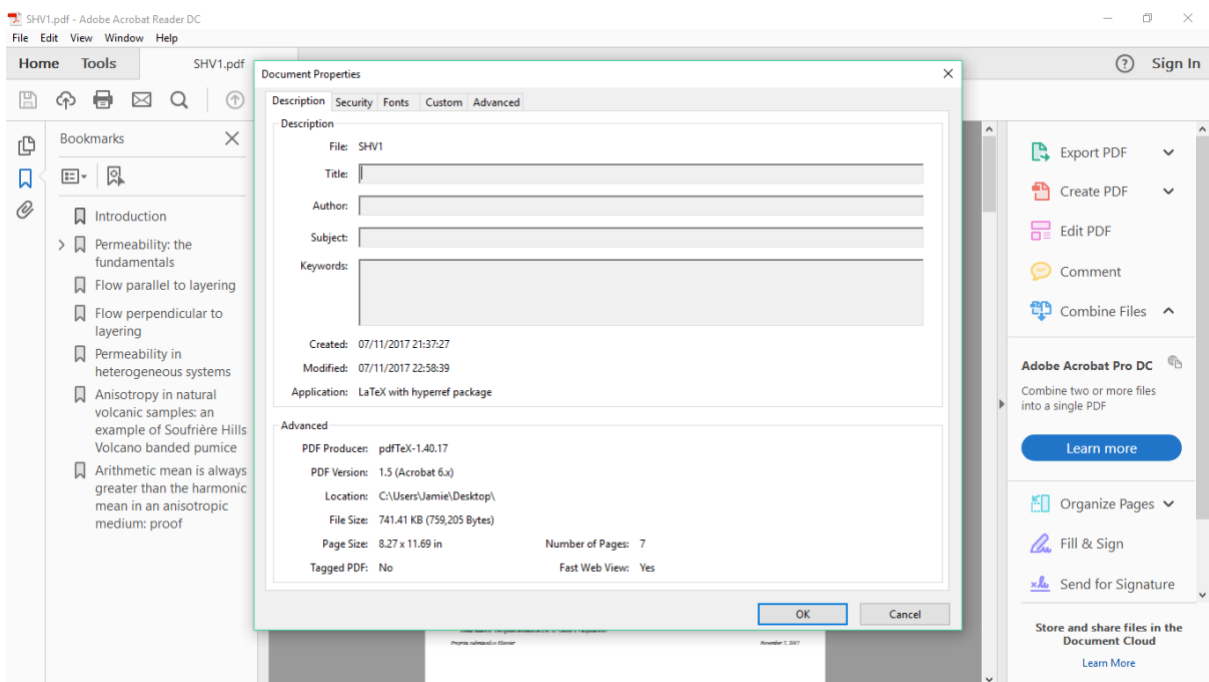 SHV1.pdf - Adobe Acrobat Reader DC
File Edit View Window Help
Home Tools SHV1.pdf
Sign In
Document Properties
Description Security Fonts Custom Advanced
Description
File: SHV1
Title:
Author:
Subject:
Keywords:
Created: 07/11/2017 21:37:27
Modified: 07/11/2017 22:58:39
Application: LaTeX with hyperref package
Advanced
PDF Producer: pdfTeX-1.40.17
PDF Version: 1.5 (Acrobat 6.x)
Location: C:\Users\Jamie\Desktop\
File Size: 741.41 KB (759,205 Bytes)
Page Size: 8.27 x 11.69 in Number of Pages: 7
Tagged PDF: No Fast Web View: Yes
OK Cancel
Bookmarks
Introduction
Permeability: the
fundamentals
Flow parallel to layering
Flow perpendicular to
layering
Permeability in
heterogeneous systems
Anisotropy in natural
volcanic samples: an
example of Soufrière Hills
Volcano banded pumice
Arithmetic mean is always
greater than the harmonic
mean in an anisotropic
medium: proof
Preprint submitted to Elsevier November 7, 2017
Export PDF
Create PDF
Edit PDF
Comment
Combine Files
Adobe Acrobat Pro DC
Combine two or more files
into a single PDF
Learn more
Organize Pages
Fill & Sign
Send for Signature
Store and share files in the
Document Cloud
Learn More